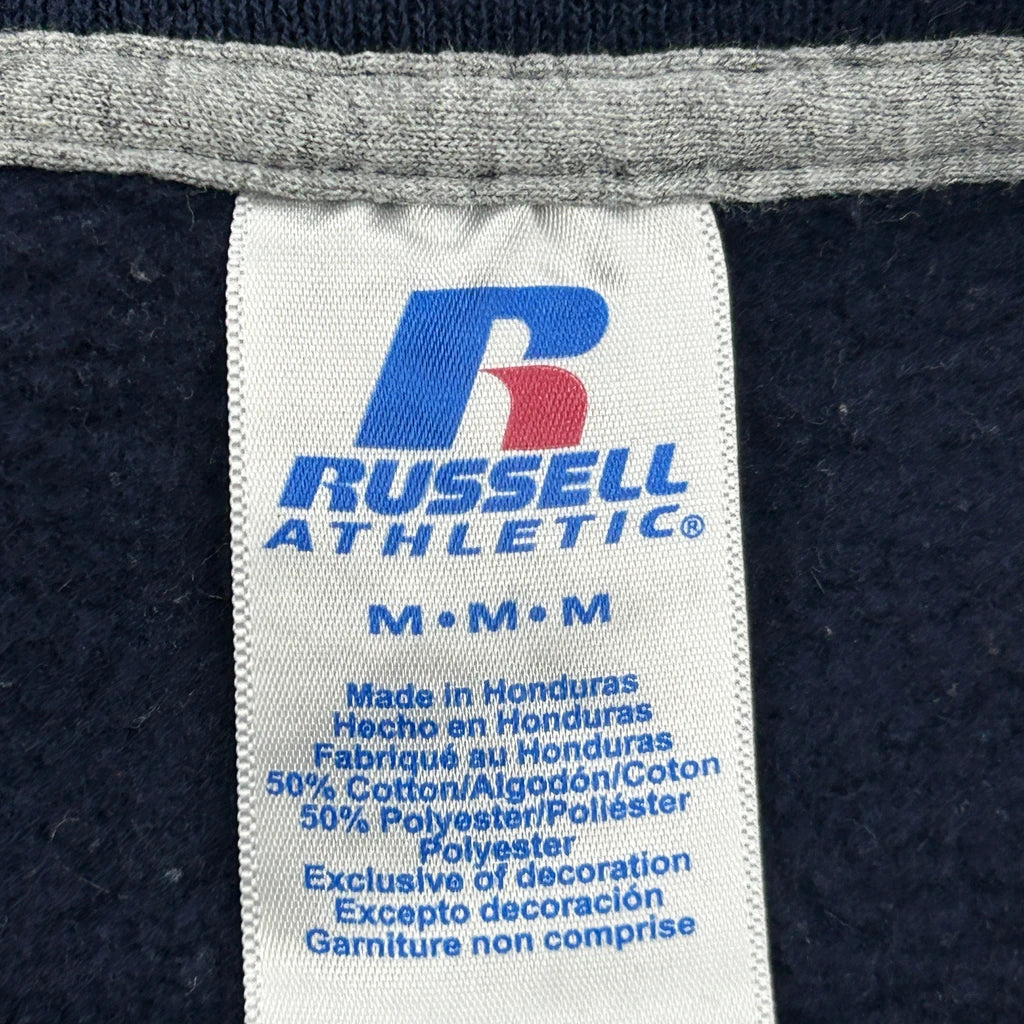 R
RUSSELL
ATHLETIC®
M•M•M
Made in Honduras
Hecho en Honduras
Fabriqué au Honduras
50% Cotton/Algodón/Coton
50% Polyester/Poliéster
Polyester
Exclusive of decoration
Excepto decoración
Garniture non comprise